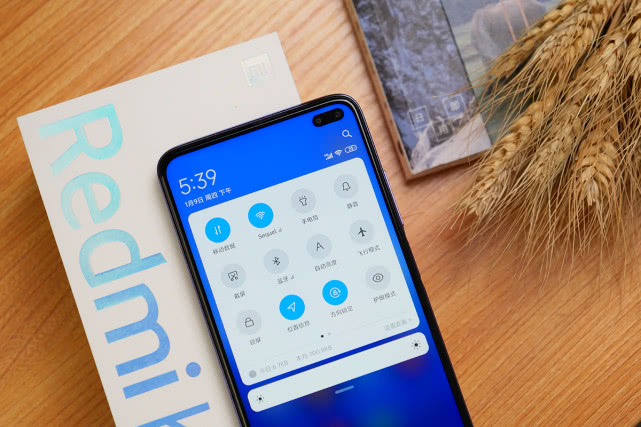 Redmi K
5:39
1月9日 周四 下午
移动数据
Sequel
手电筒
静音
截屏
蓝牙
自动亮度
飞行模式
锁屏
位置信息
方向锁定
护眼模式